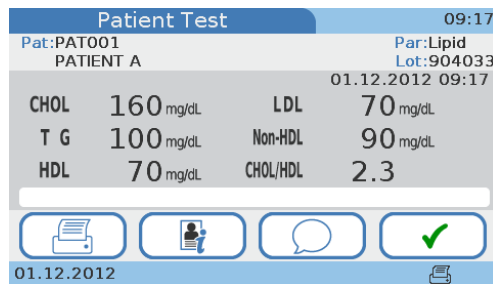 Patient Test 09:17
Pat:PAT001 Par:Lipid
PATIENT A Lot:904033
01.12.2012 09:17
CHOL 160 mg/dL LDL 70 mg/dL
T G 100 mg/dL Non-HDL 90 mg/dL
HDL 70 mg/dL CHOL/HDL 2.3
01.12.2012